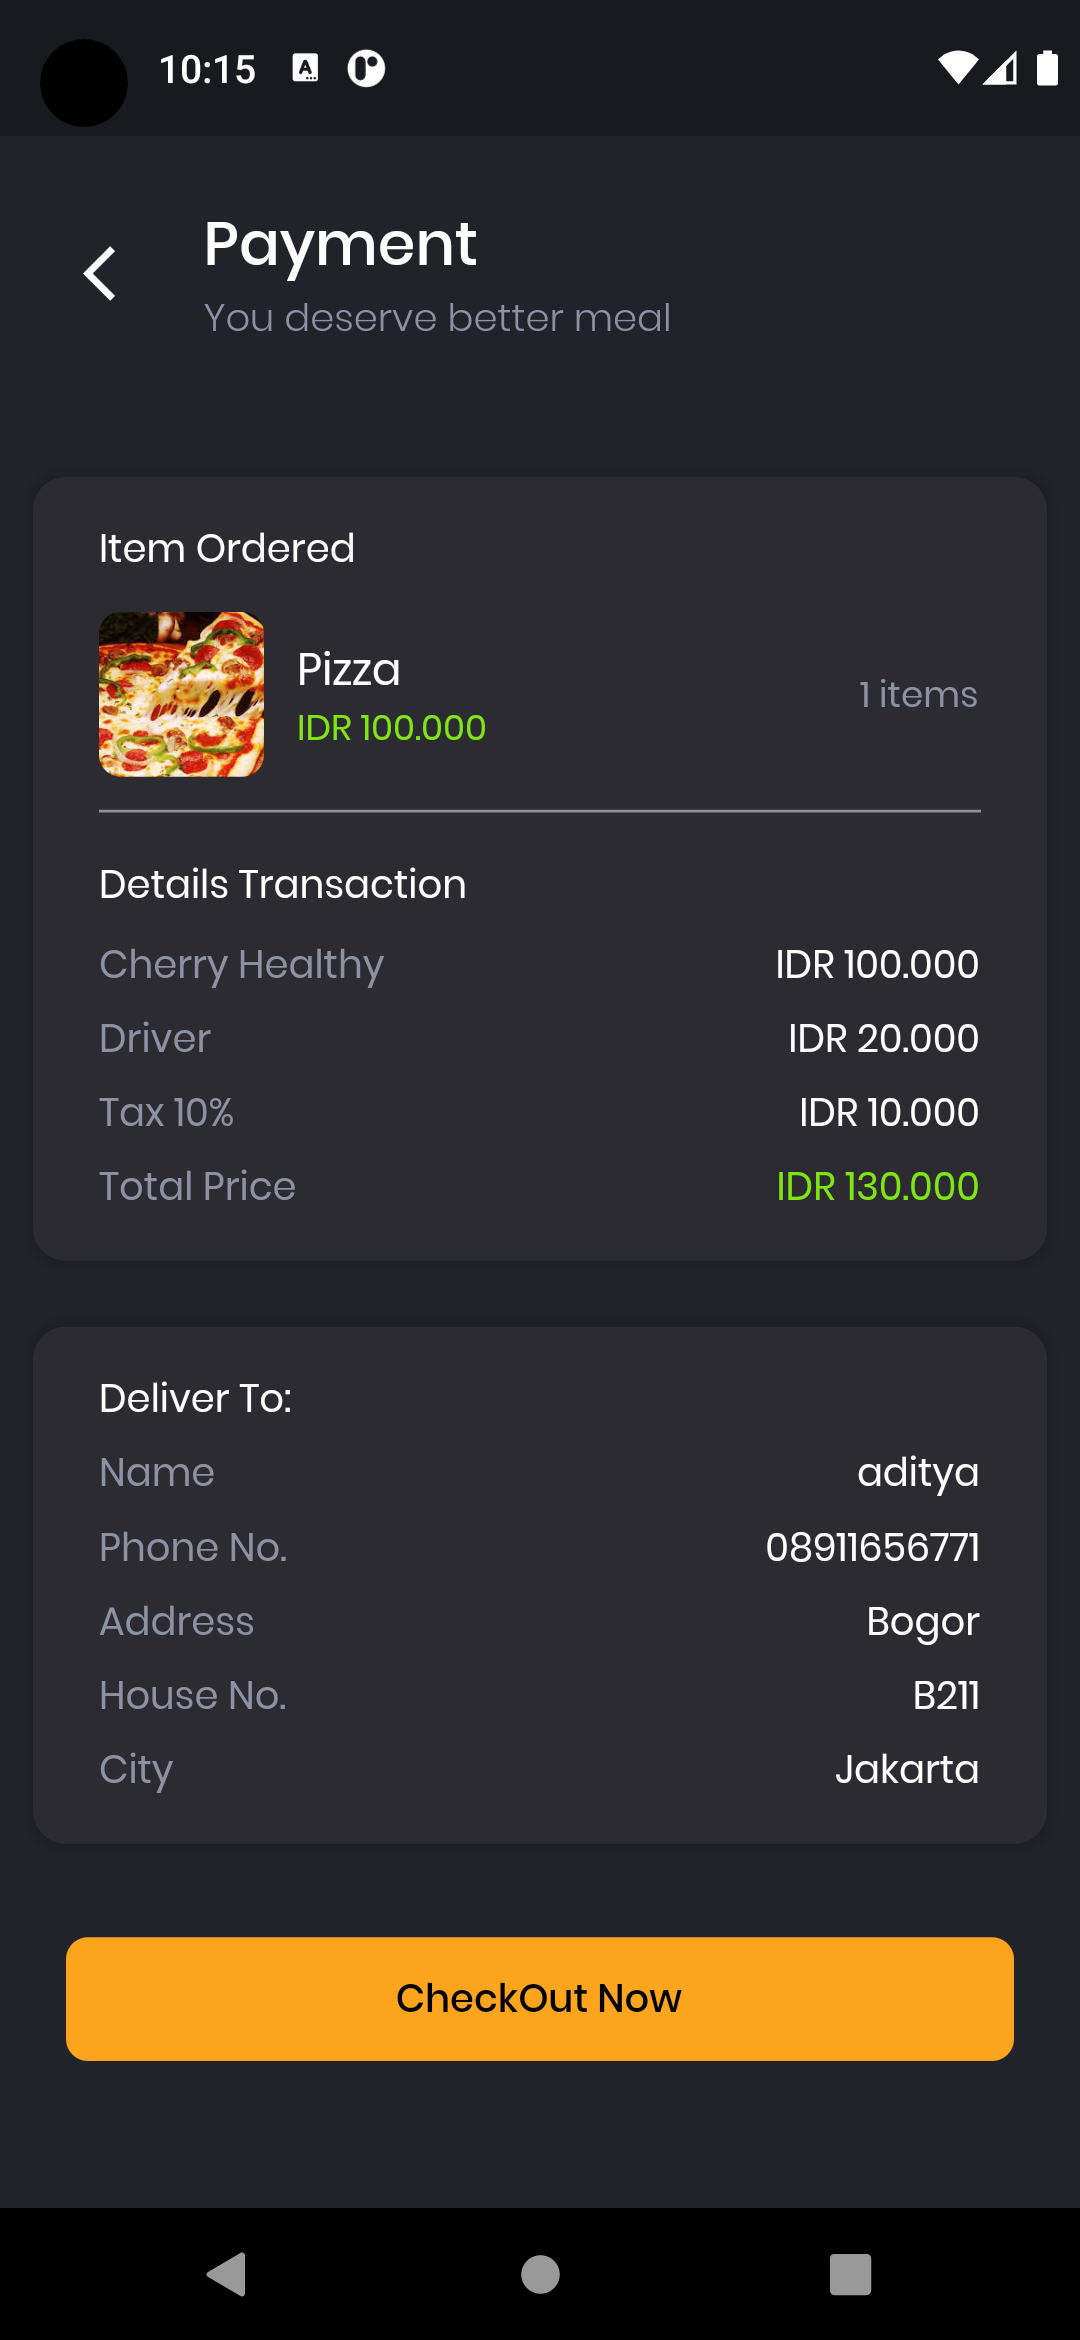 10:15
Payment
You deserve better meal
Item Ordered
Pizza
IDR 100.000
1 items
Details Transaction
Cherry Healthy IDR 100.000
Driver IDR 20.000
Tax 10% IDR 10.000
Total Price IDR 130.000
Deliver To:
Name aditya
Phone No. 08911656771
Address Bogor
House No. B211
City Jakarta
CheckOut Now